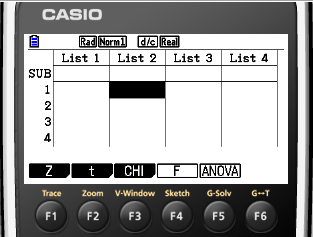 CASIO
Rad Norm1 d/c Real
List 1 List 2 List 3 List 4
SUB
1
2
3
4
Z t CHI F ANOVA
Trace Zoom V-Window Sketch G-Solv G↔T
F1 F2 F3 F4 F5 F6